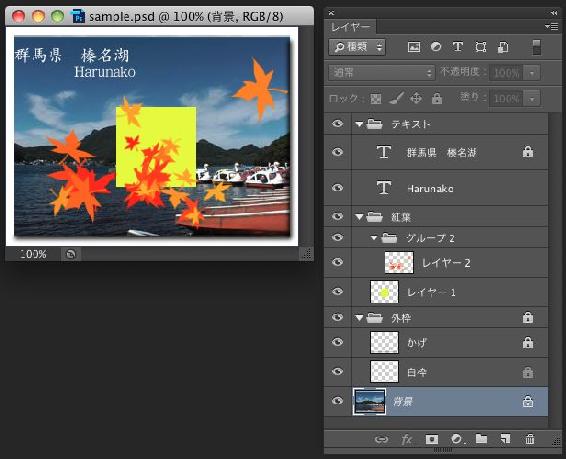 sample.psd @ 100% (背景, RGB/8)
群馬県 榛名湖
Harunako
100%
レイヤー
種類
通常
不透明度: 100%
ロック:
塗り: 100%
テキスト
群馬県 榛名湖
Harunako
紅葉
グループ 2
レイヤー 2
レイヤー 1
外枠
かげ
白枠
背景
fx